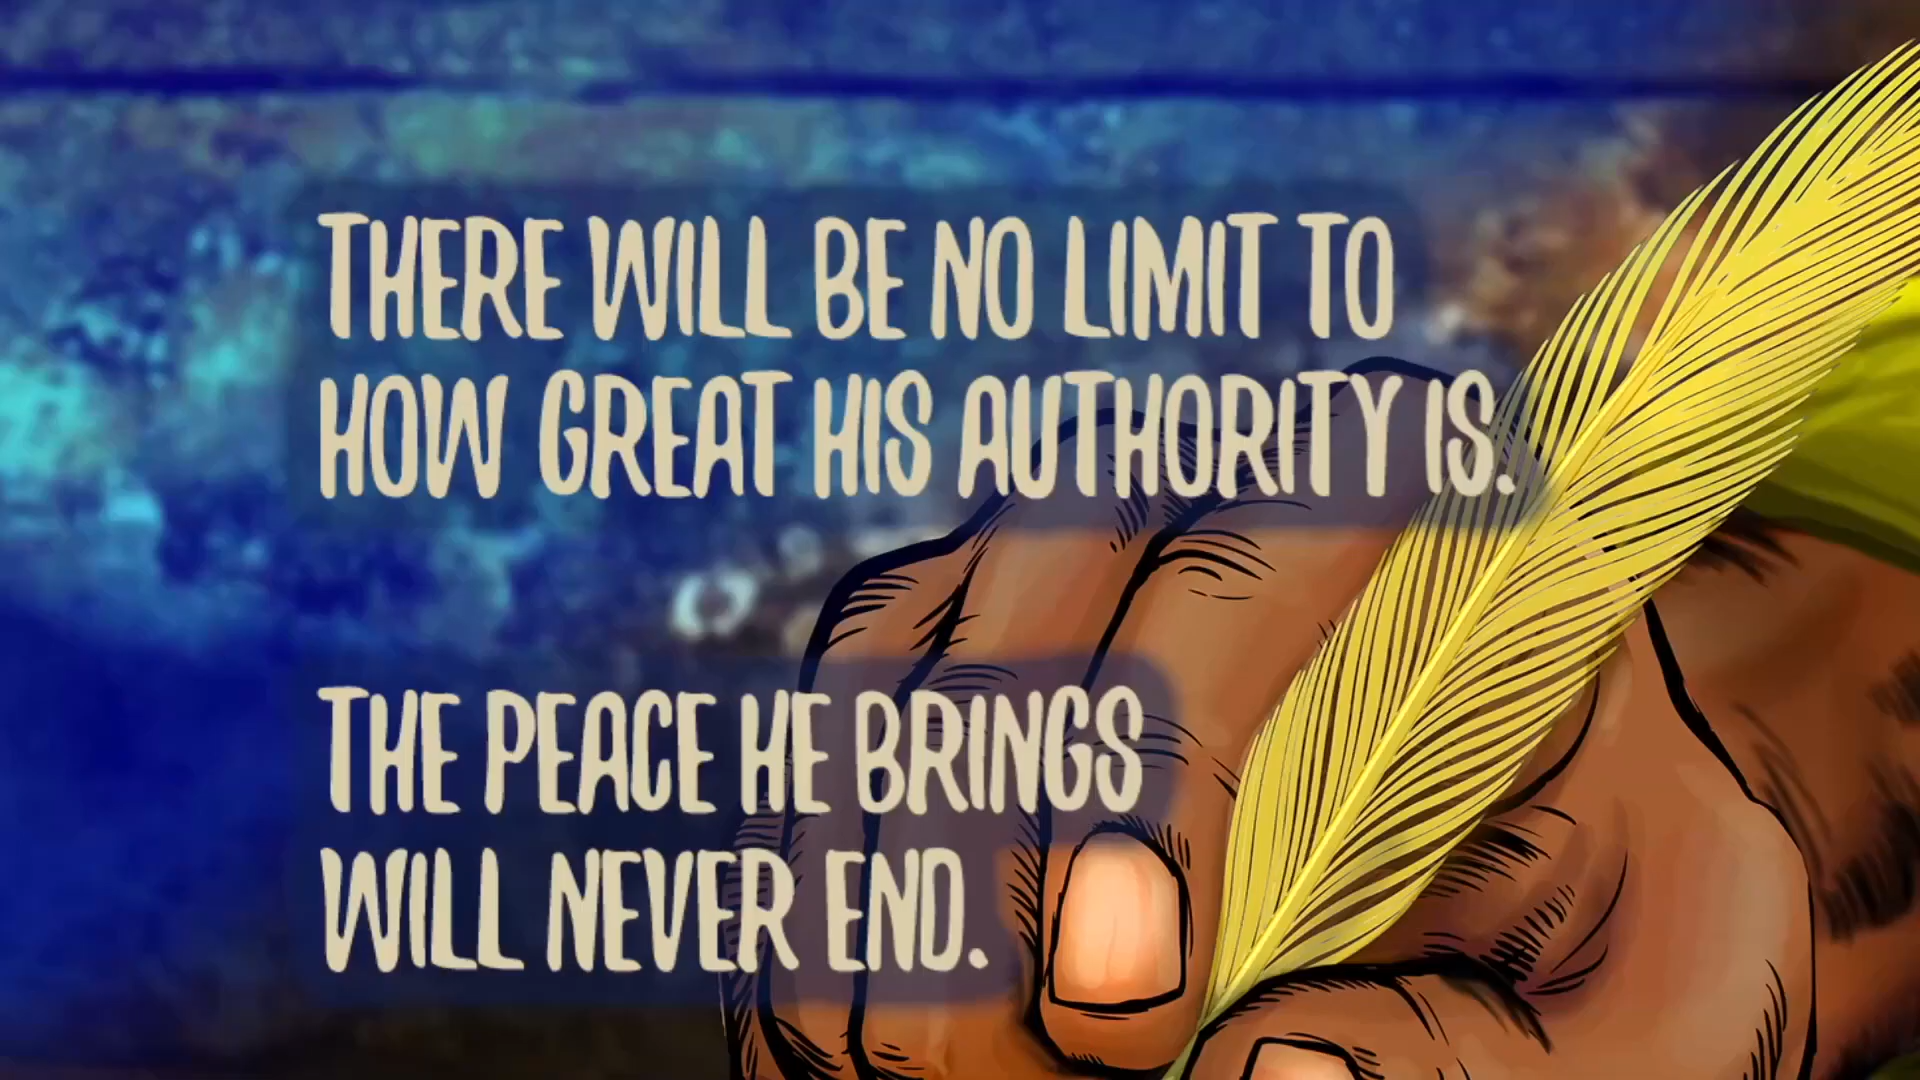 THERE WILL BE NO LIMIT TO
HOW GREAT HIS AUTHORITY IS.
THE PEACE HE BRINGS
WILL NEVER END.